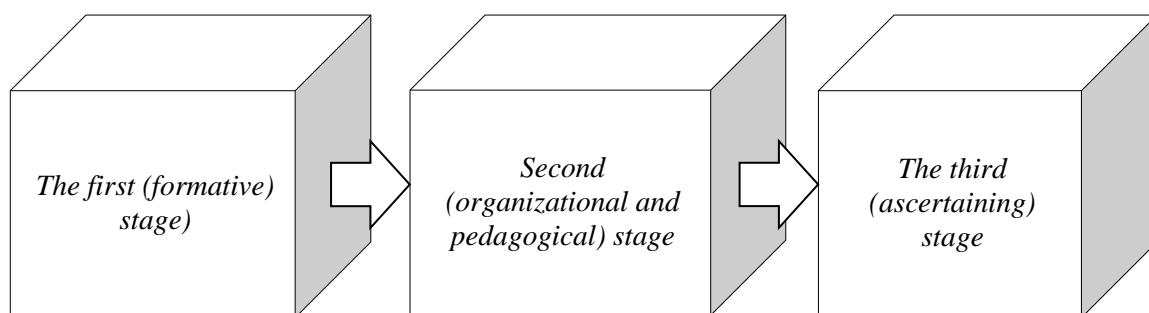 The first (formative)
stage)
Second
(organizational and
pedagogical) stage
The third
(ascertaining)
stage